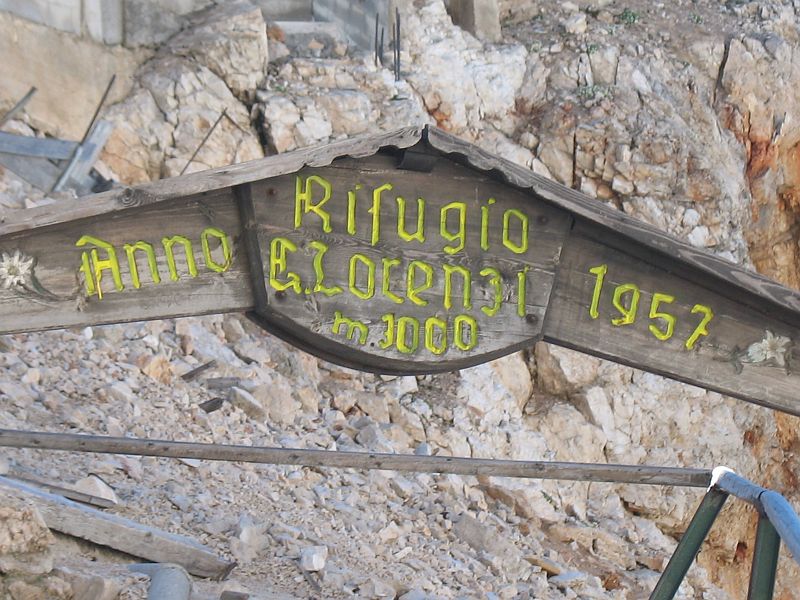 Anno
Rifugio
G. Lorenzi
m. 3000
1957